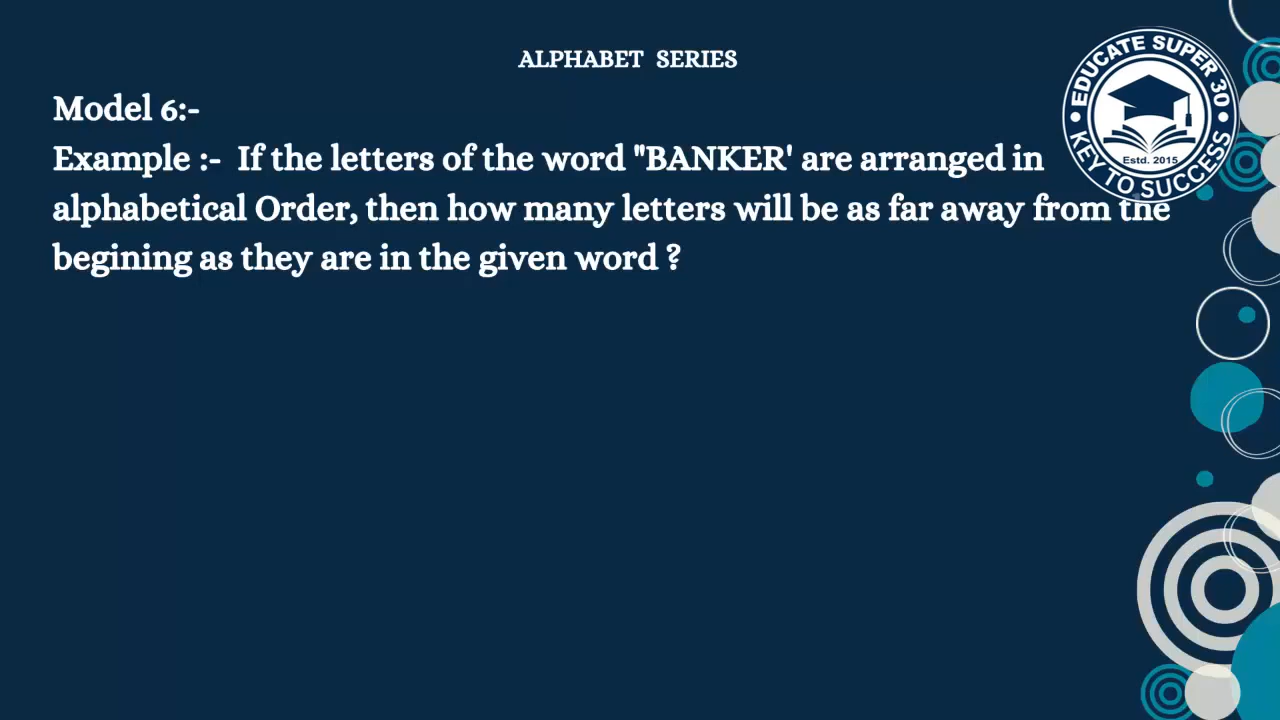 ALPHABET SERIES
Model 6:-
Example :- If the letters of the word "BANKER' are arranged in
alphabetical Order, then how many letters will be as far away from the
begining as they are in the given word ?
EDUCATE SUPER 30
Estd. 2015
KEY TO SUCCESS